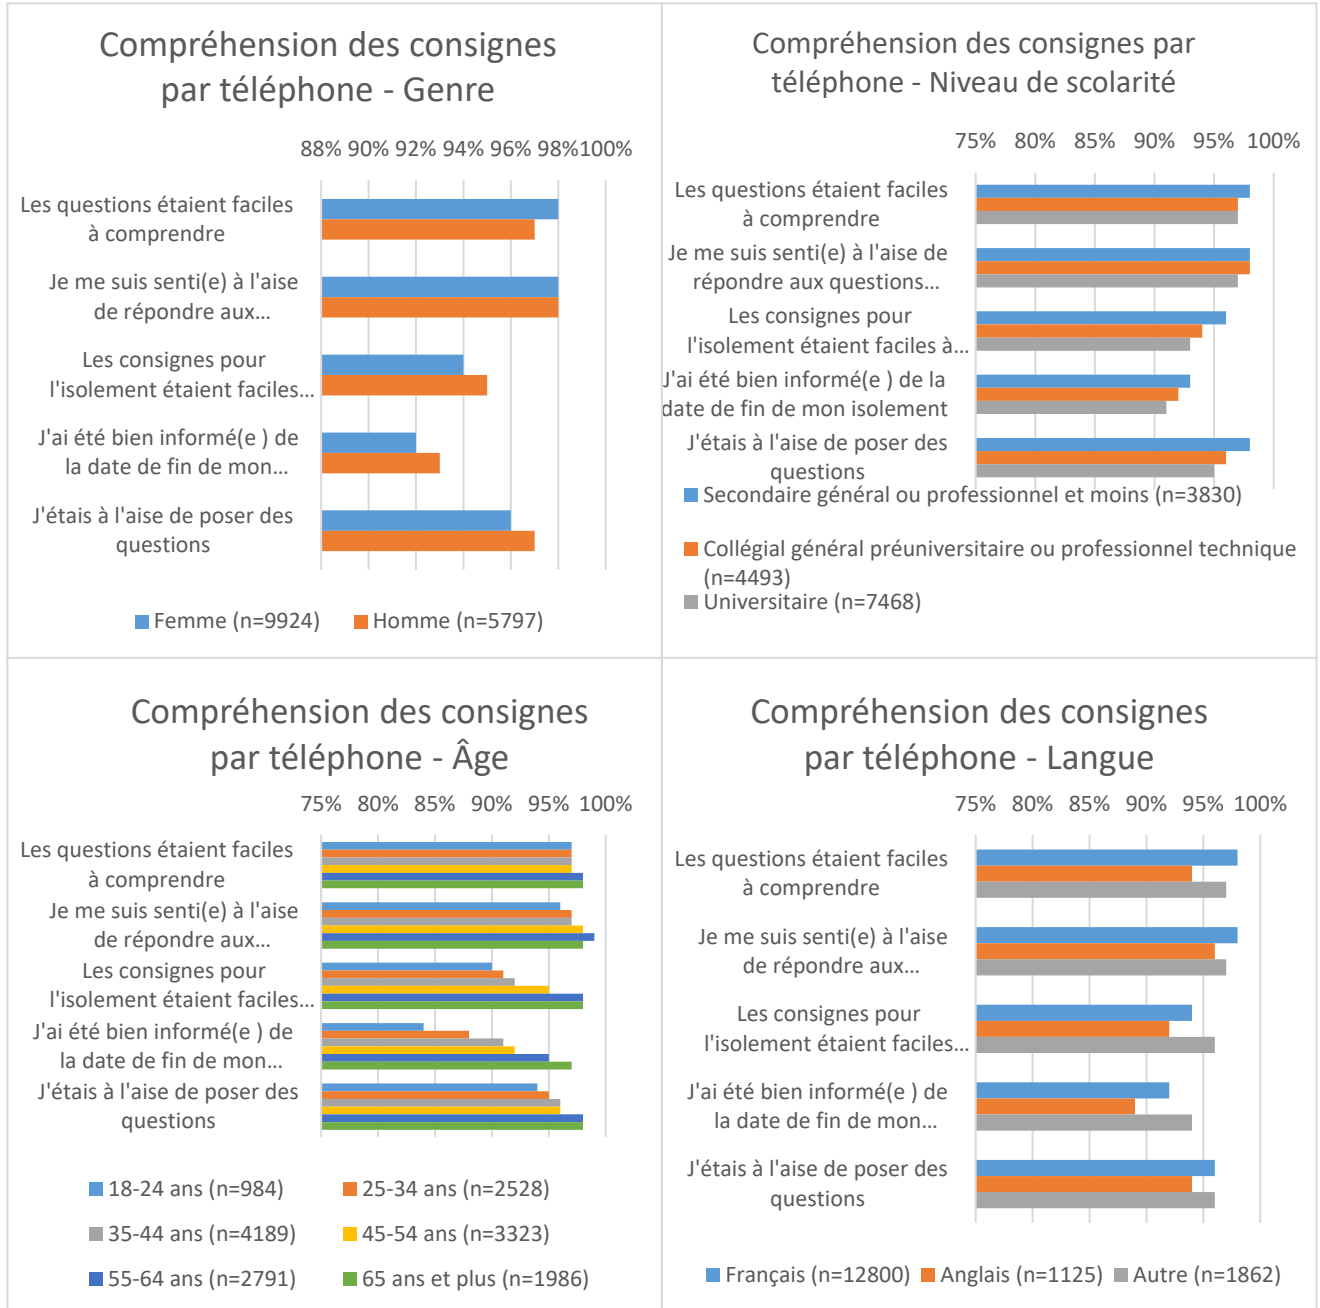 Compréhension des consignes
par téléphone - Genre
88% 90% 92% 94% 96% 98%100%
Les questions étaient faciles
à comprendre
Je me suis senti(e) à l'aise
de répondre aux...
Les consignes pour
l'isolement étaient faciles...
J'ai été bien informé(e ) de
la date de fin de mon...
J'étais à l'aise de poser des
questions
Femme (n=9924) Homme (n=5797)
Compréhension des consignes par
téléphone - Niveau de scolarité
75% 80% 85% 90% 95% 100%
Les questions étaient faciles
à comprendre
Je me suis senti(e) à l'aise de
répondre aux questions...
Les consignes pour
l'isolement étaient faciles à...
J'ai été bien informé(e ) de la
date de fin de mon isolement
J'étais à l'aise de poser des
questions
Secondaire général ou professionnel et moins (n=3830)
Collégial général préuniversitaire ou professionnel technique
(n=4493)
Universitaire (n=7468)
Compréhension des consignes
par téléphone - Âge
75% 80% 85% 90% 95% 100%
Les questions étaient faciles
à comprendre
Je me suis senti(e) à l'aise
de répondre aux...
Les consignes pour
l'isolement étaient faciles...
J'ai été bien informé(e ) de
la date de fin de mon...
J'étais à l'aise de poser des
questions
18-24 ans (n=984) 25-34 ans (n=2528)
35-44 ans (n=4189) 45-54 ans (n=3323)
55-64 ans (n=2791) 65 ans et plus (n=1986)
Compréhension des consignes
par téléphone - Langue
75% 80% 85% 90% 95% 100%
Les questions étaient faciles
à comprendre
Je me suis senti(e) à l'aise
de répondre aux...
Les consignes pour
l'isolement étaient faciles...
J'ai été bien informé(e ) de
la date de fin de mon...
J'étais à l'aise de poser des
questions
Français (n=12800) Anglais (n=1125) Autre (n=1862)